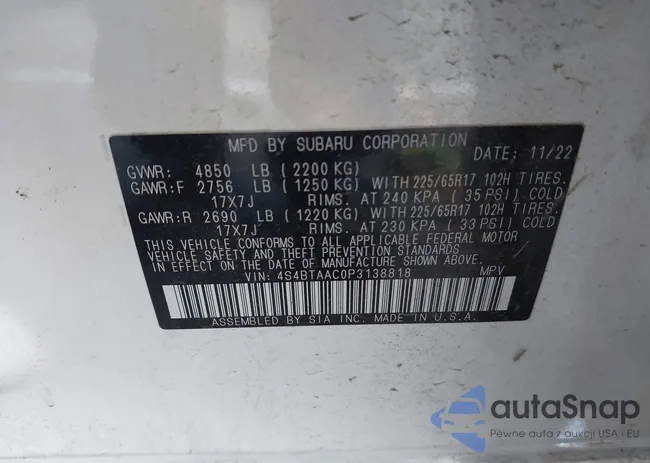 MFD BY SUBARU CORPORATION
DATE: 11/22
GVWR: 4850 LB (2200 KG)
GAWR:F 2756 LB (1250 KG) WITH 225/65R17 102H TIRES.
17X7J RIMS. AT 240 KPA (35 PSI) COLD
GAWR:R 2690 LB (1220 KG) WITH 225/65R17 102H TIRES.
17X7J RIMS. AT 230 KPA (33 PSI) COLD
THIS VEHICLE CONFORMS TO ALL APPLICABLE FEDERAL MOTOR
VEHICLE SAFETY AND THEFT PREVENTION STANDARDS IN EFFECT
ON THE DATE OF MANUFACTURE SHOWN ABOVE.
VIN: 4S4BTAAC0P3138818 MPV
ASSEMBLED BY SIA INC. MADE IN U.S.A.
autaSnap
Pewne auta z aukcji USA i EU